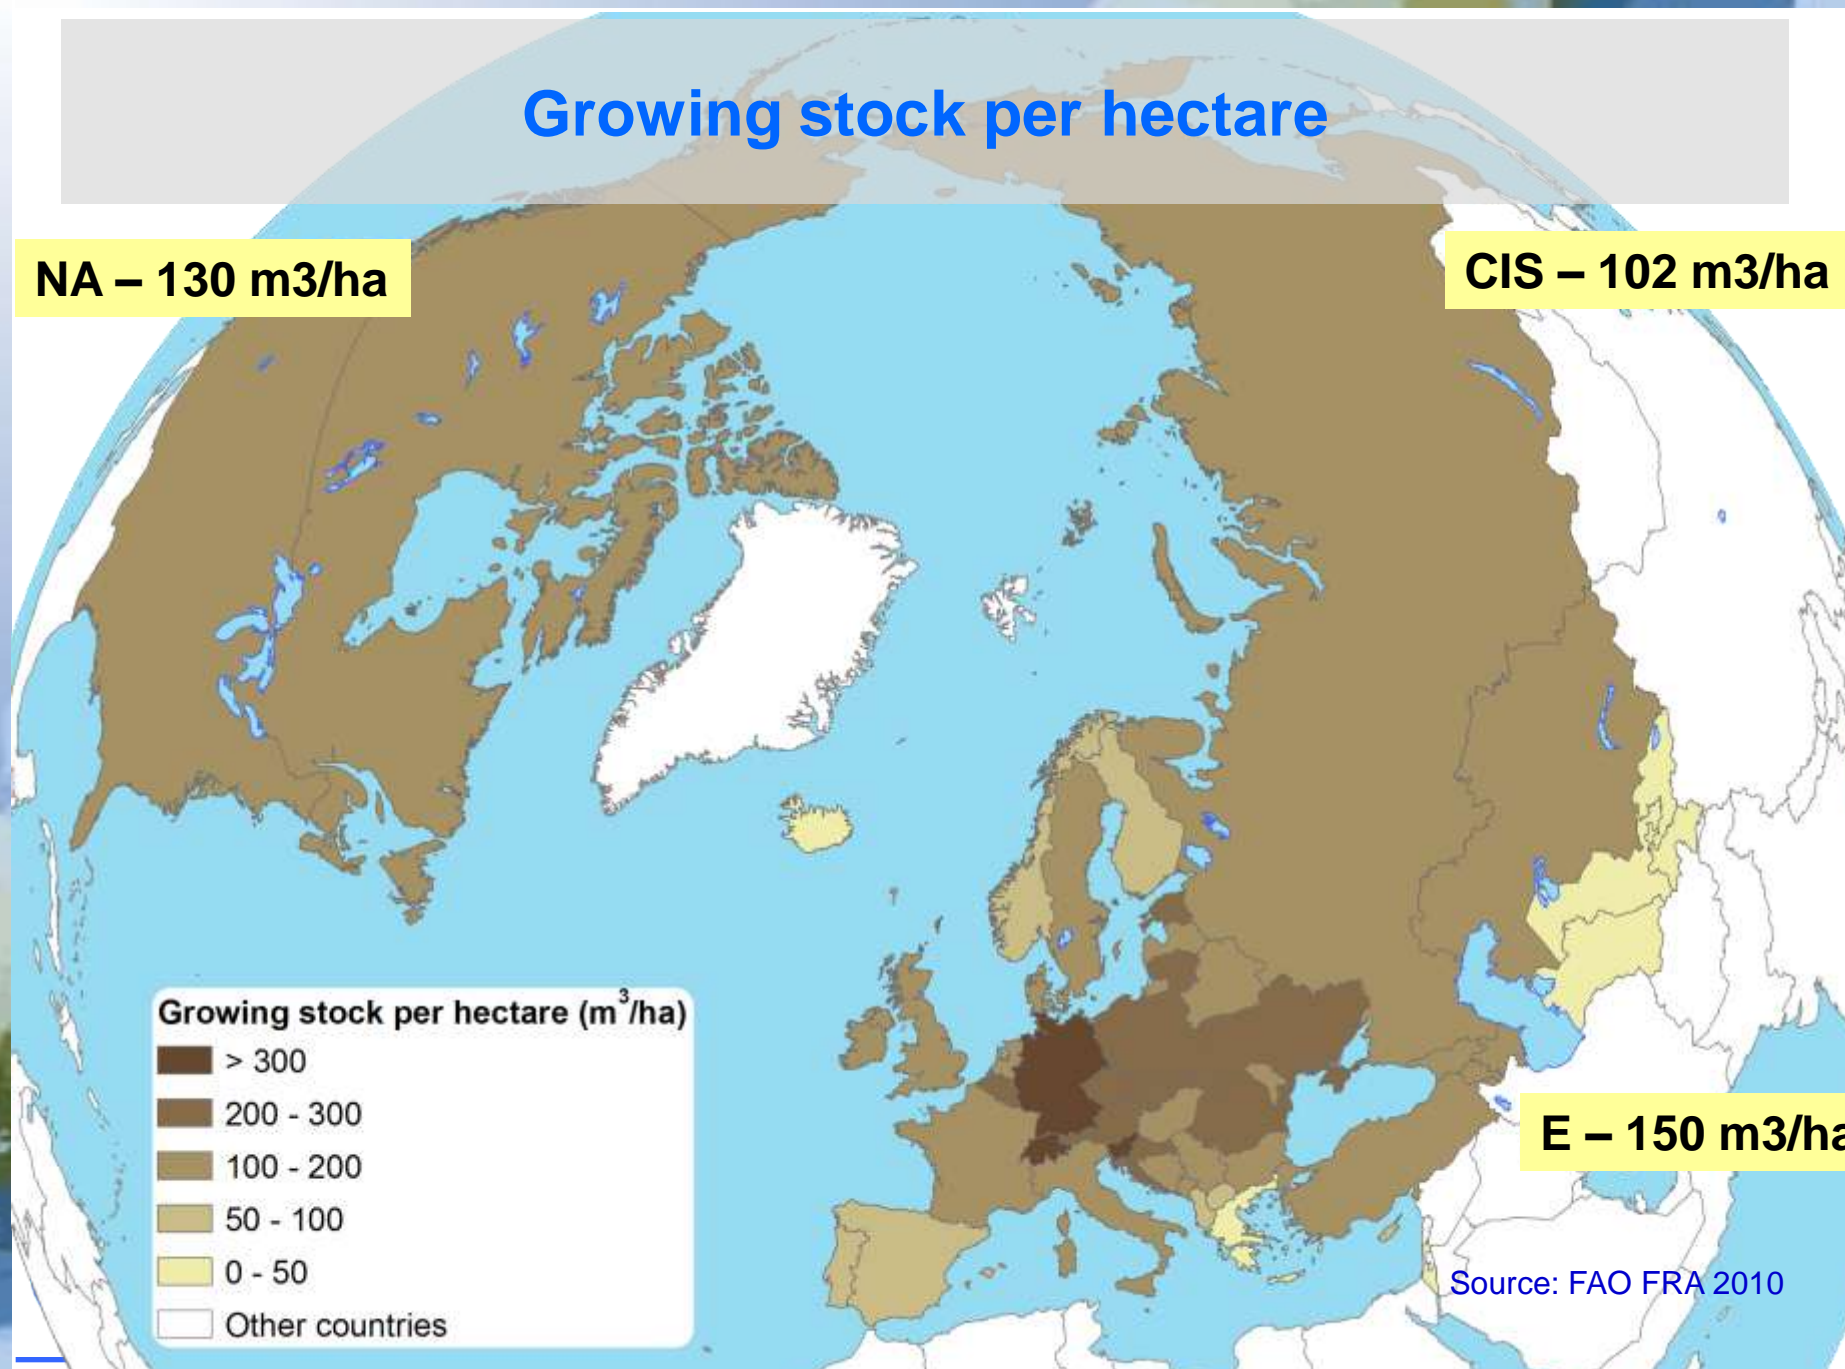 Growing stock per hectare
NA – 130 m3/ha
CIS – 102 m3/ha
Growing stock per hectare (m³/ha)
> 300
200 - 300
100 - 200
50 - 100
0 - 50
Other countries
E – 150 m3/ha
Source: FAO FRA 2010